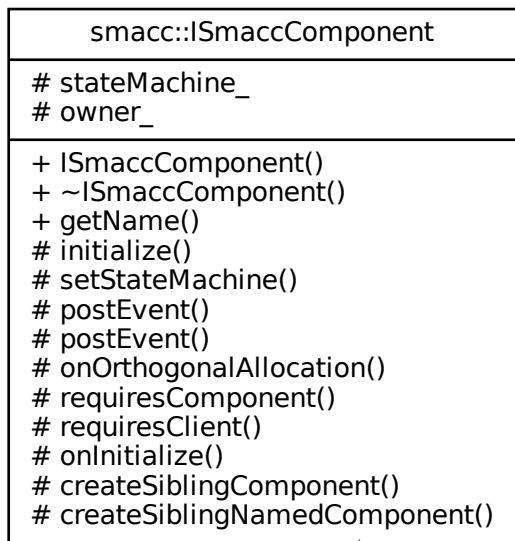 smacc::ISmaccComponent
# stateMachine_
# owner_
+ ISmaccComponent()
+ ~ISmaccComponent()
+ getName()
# initialize()
# setStateMachine()
# postEvent()
# postEvent()
# onOrthogonalAllocation()
# requiresComponent()
# requiresClient()
# onInitialize()
# createSiblingComponent()
# createSiblingNamedComponent()